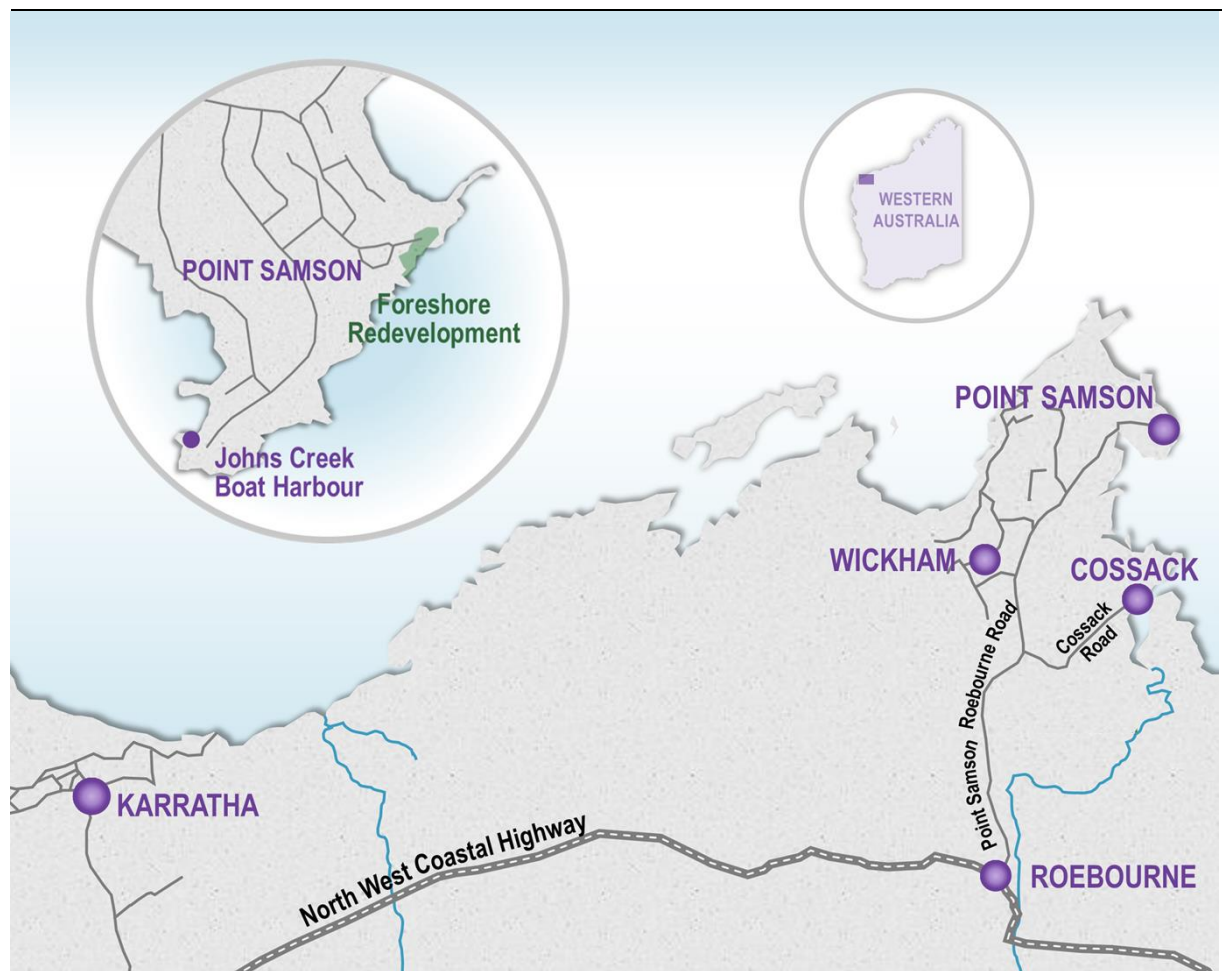 WESTERN
AUSTRALIA
POINT SAMSON
Foreshore
Redevelopment
Johns Creek
Boat Harbour
POINT SAMSON
WICKHAM
COSSACK
Cossack
Road
Point Samson Roebourne Road
KARRATHA
North West Coastal Highway
ROEBOURNE